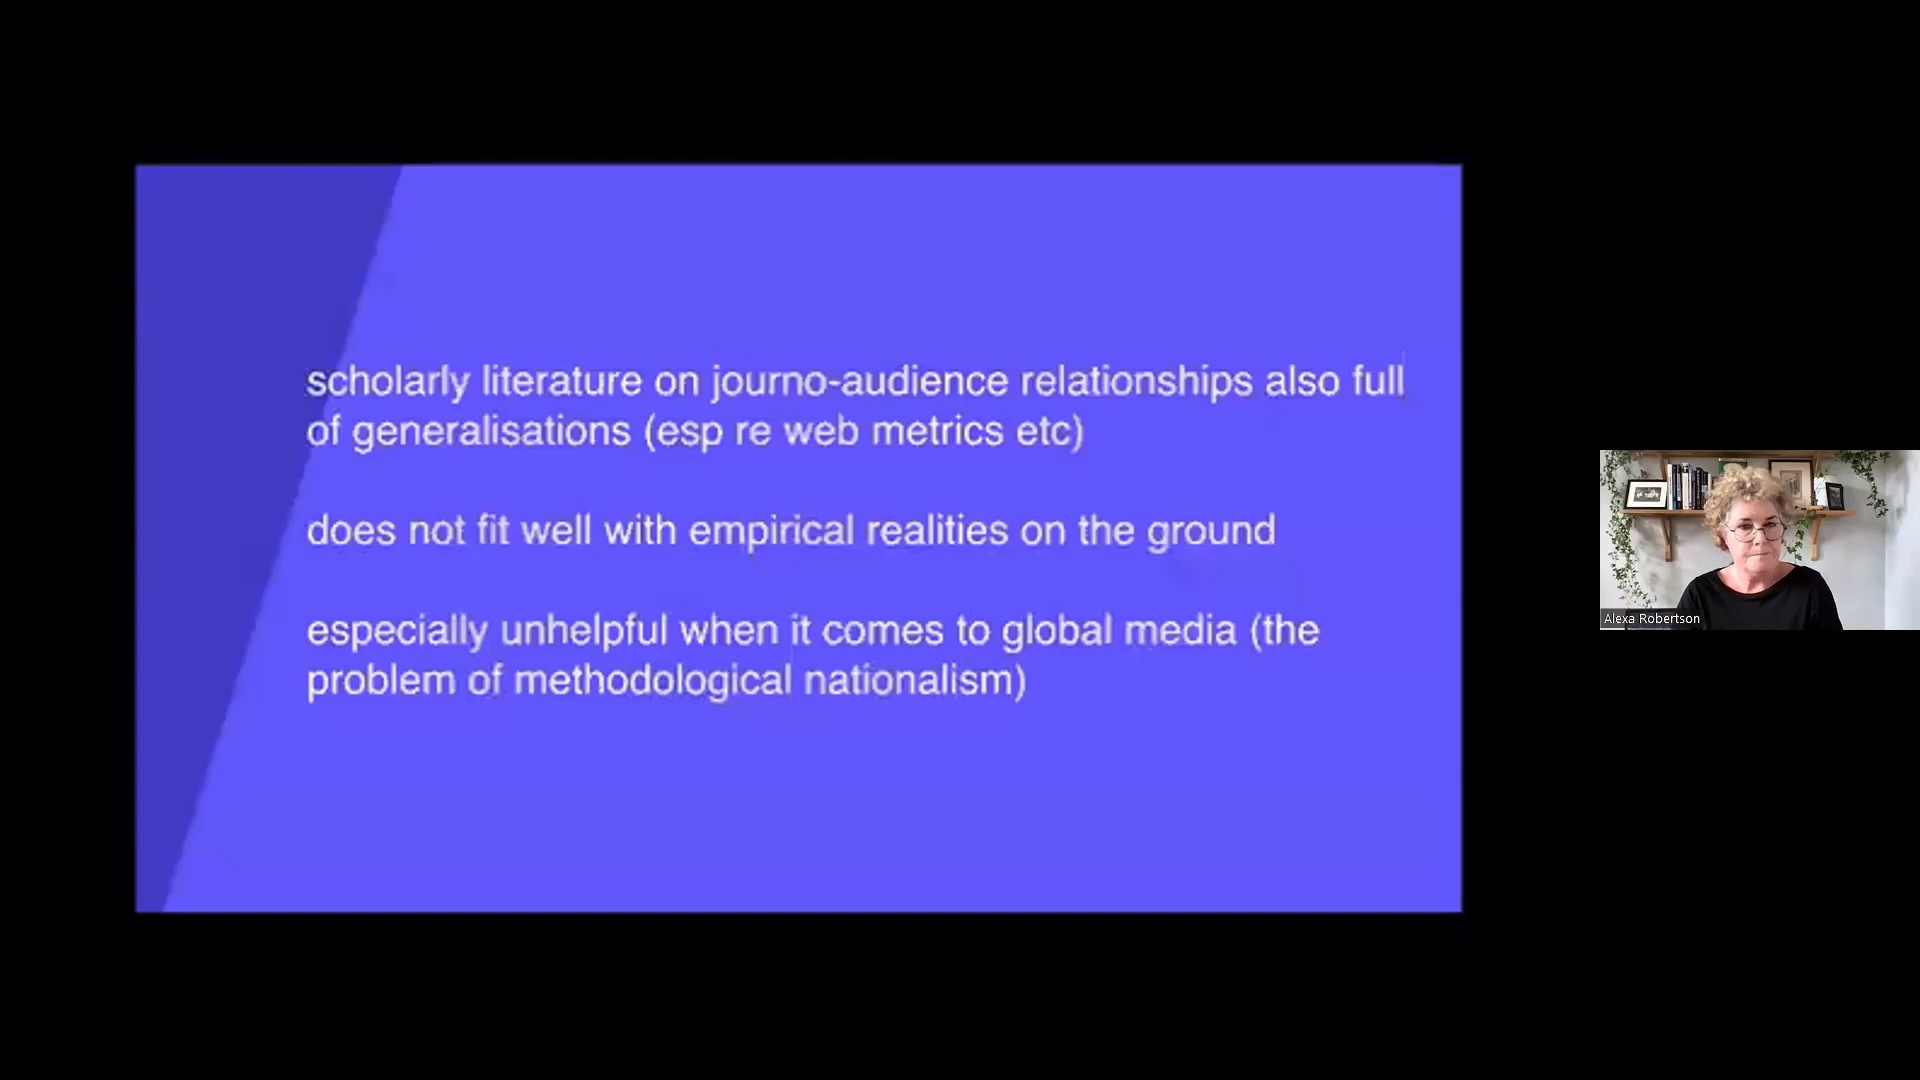 scholarly literature on journo-audience relationships also full
of generalisations (esp re web metrics etc)
does not fit well with empirical realities on the ground
especially unhelpful when it comes to global media (the
problem of methodological nationalism)
Alexa Robertson